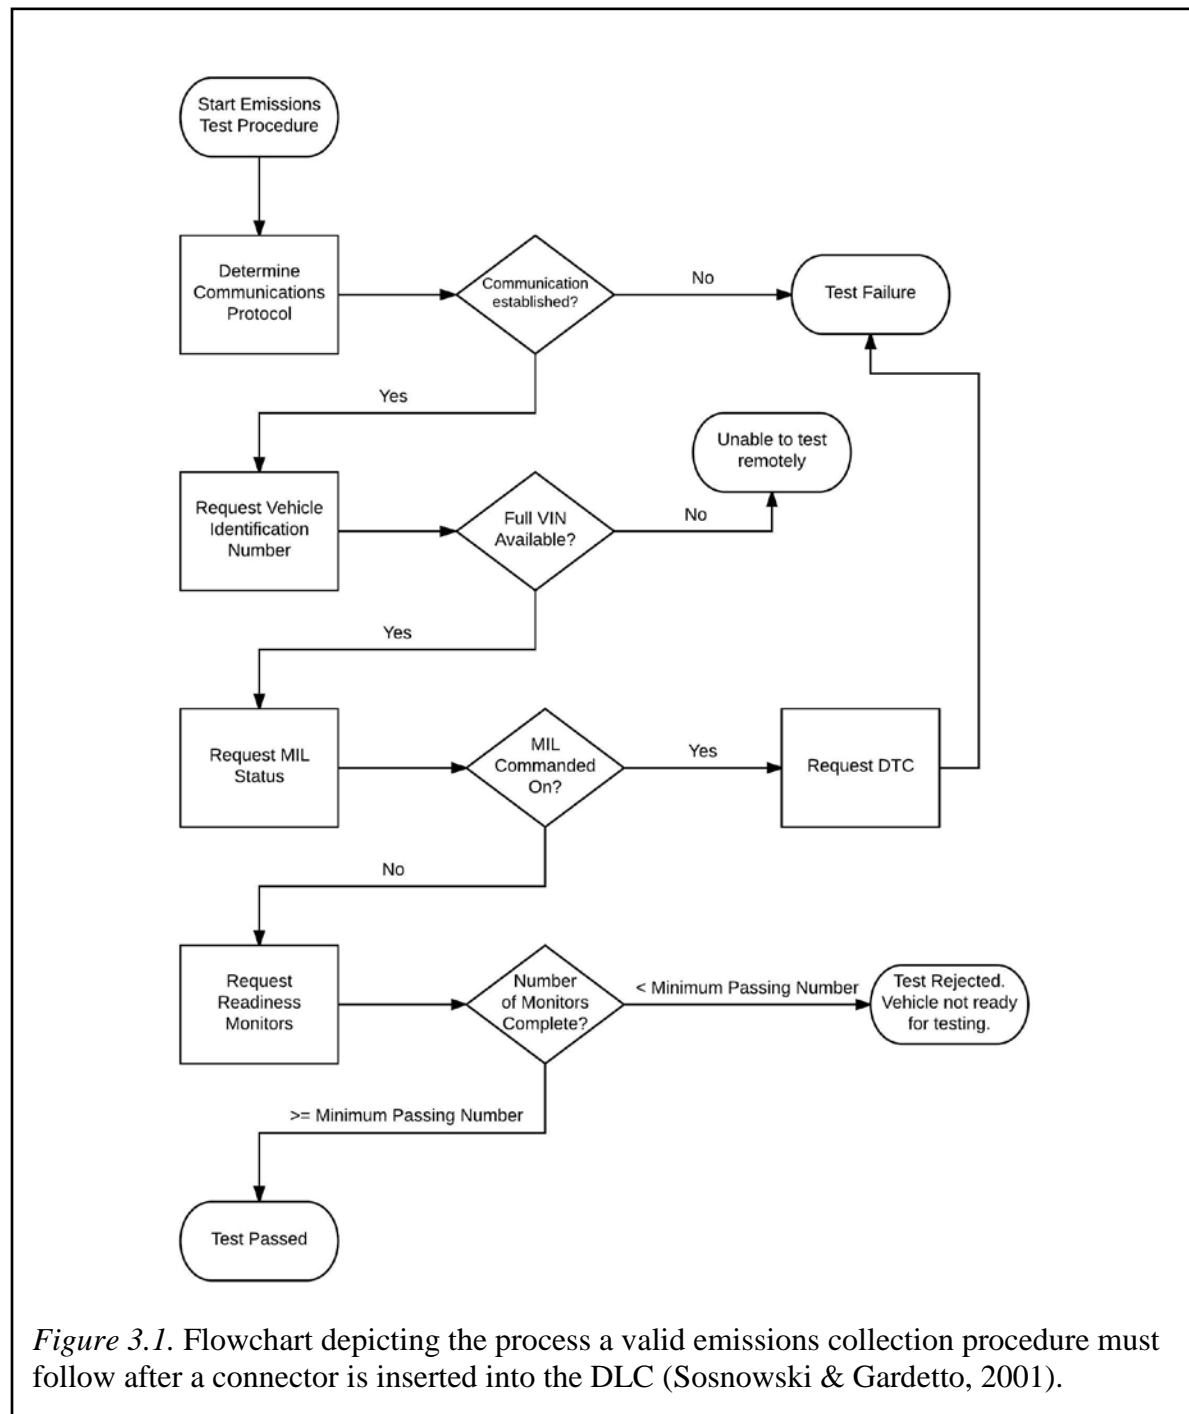 Start Emissions
Test Procedure
Determine
Communications
Protocol
Communication
established?
No
Test Failure
Yes
Request Vehicle
Identification
Number
Full VIN
Available?
No
Unable to test
remotely
Yes
Request MIL
Status
MIL
Commanded
On?
Yes
Request DTC
No
Request
Readiness
Monitors
Number
of Monitors
Complete?
< Minimum Passing Number
Test Rejected.
Vehicle not ready
for testing.
>= Minimum Passing Number
Test Passed
Figure 3.1. Flowchart depicting the process a valid emissions collection procedure must
follow after a connector is inserted into the DLC (Sosnowski & Gardetto, 2001).